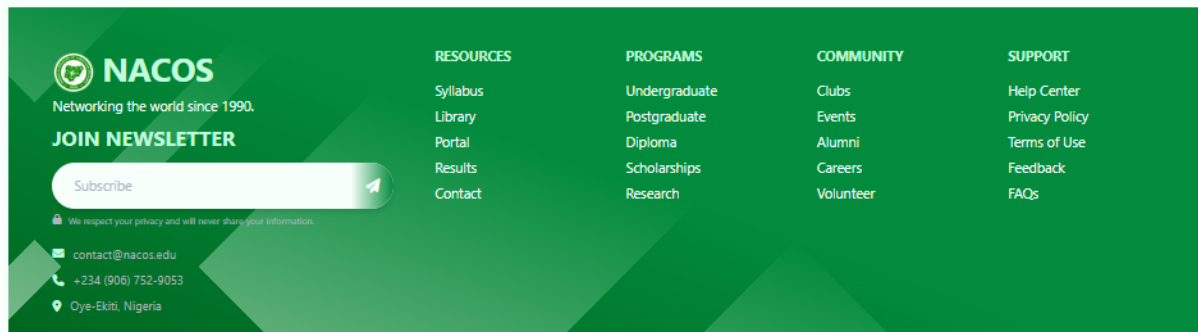 NACOS
Networking the world since 1990.
JOIN NEWSLETTER
Subscribe
We respect your privacy and will never share your information.
contact@nacos.edu
+234 (906) 752-9053
Oye-Ekiti, Nigeria
RESOURCES
Syllabus
Library
Portal
Results
Contact
PROGRAMS
Undergraduate
Postgraduate
Diploma
Scholarships
Research
COMMUNITY
Clubs
Events
Alumni
Careers
Volunteer
SUPPORT
Help Center
Privacy Policy
Terms of Use
Feedback
FAQs